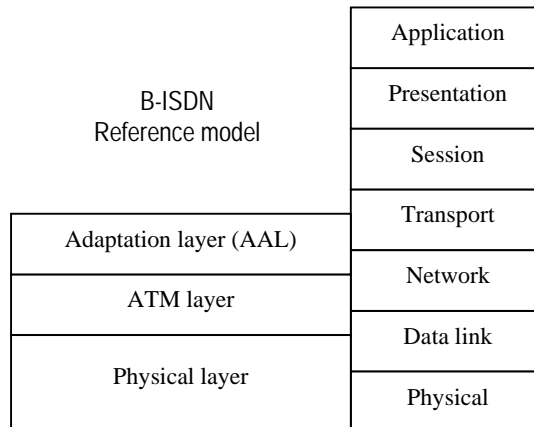 Application
Presentation
Session
Transport
Network
Data link
Physical
B-ISDN
Reference model
Adaptation layer (AAL)
ATM layer
Physical layer